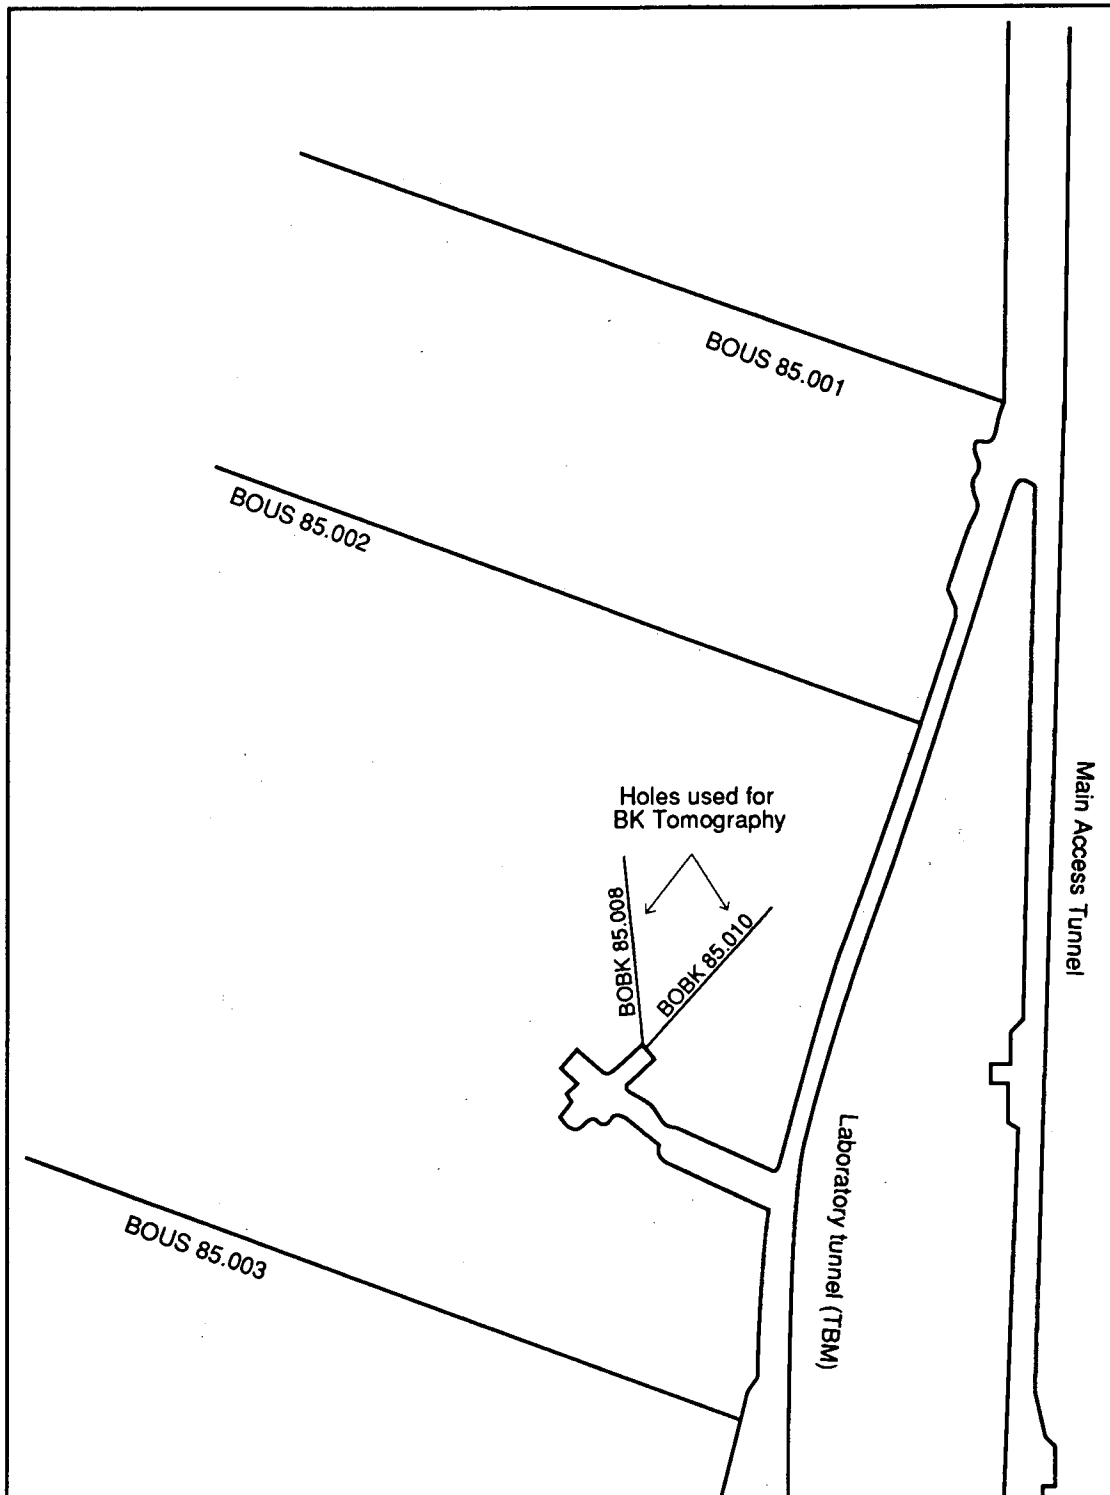 BOUS 85.001
BOUS 85.002
Main Access Tunnel
Holes used for
BK Tomography
BOBK 85.008
BOBK 85.010
Laboratory tunnel (TBM)
BOUS 85.003